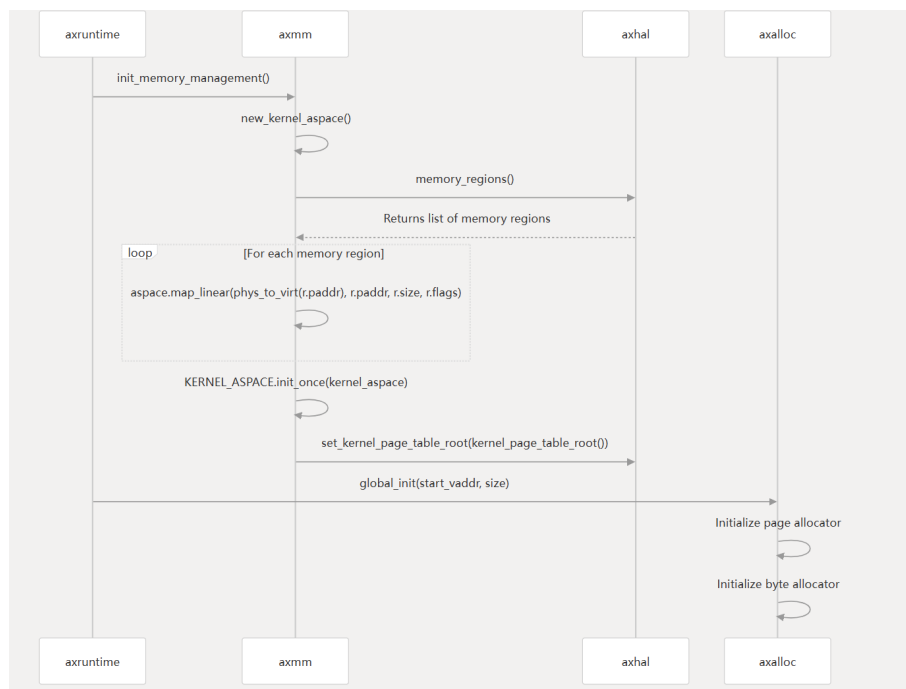 axruntime
axmm
axhal
axalloc
init_memory_management()
new_kernel_aspace()
memory_regions()
Returns list of memory regions
loop
[For each memory region]
aspace.map_linear(phys_to_virt(r.paddr), r.paddr, r.size, r.flags)
KERNEL_ASPACE.init_once(kernel_aspace)
set_kernel_page_table_root(kernel_page_table_root())
global_init(start_vaddr, size)
Initialize page allocator
Initialize byte allocator
axruntime
axmm
axhal
axalloc